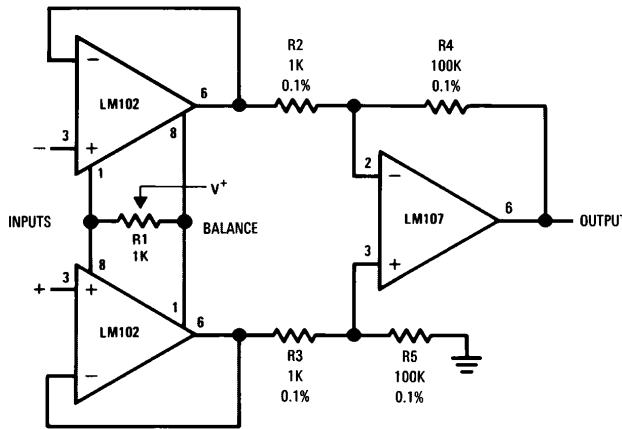 R2
1K
0.1%
R4
100K
0.1%
−
LM102
6
8
− 3 +
1
2 −
LM107
6
OUTPUT
3 +
V+
INPUTS
R1
1K
BALANCE
8
+ 3 +
1
LM102
6
−
R3
1K
0.1%
R5
100K
0.1%